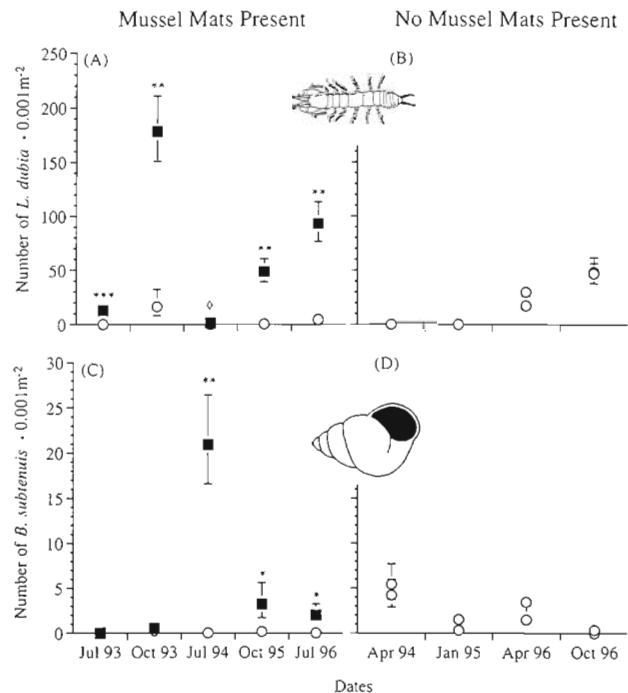 Mussel Mats Present
No Mussel Mats Present
(A)
(B)
250
200
150
100
50
0
Number of L. dubia · 0.001m⁻²
**
***
◊
**
**
(C)
(D)
30
25
20
15
10
5
0
Number of B. subtenuis · 0.001m⁻²
**
*
*
Jul 93 Oct 93 Jul 94 Oct 95 Jul 96
Apr 94 Jan 95 Apr 96 Oct 96
Dates